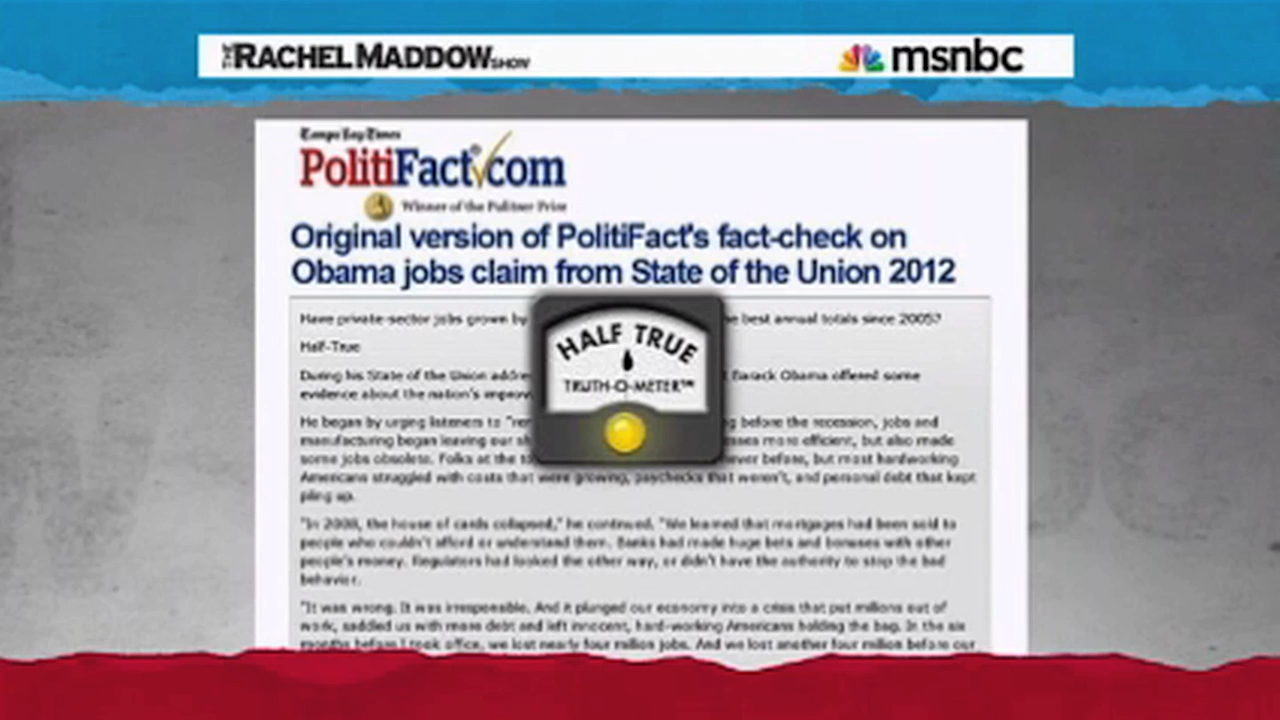 THE RACHEL MADDOW SHOW
msnbc
Tampa Bay Times
PolitiFact.com
Winner of the Pulitzer Prize
Original version of PolitiFact's fact-check on
Obama jobs claim from State of the Union 2012
Have private-sector jobs grown by best annual totals since 2005?
Half-True
During his State of the Union Barack Obama offered some
evidence about the nation's
He began by urging listeners to before the recession, jobs and
manufacturing began leaving our more efficient, but also made
some jobs obsolete. Folks at the before, but most hardworking
Americans struggled with costs that were growing, paychecks that weren't, and personal debt that kept
piling up.
"In 2008, the house of cards collapsed," he continued. "We learned that mortgages had been sold to
people who couldn't afford or understand them. Banks had made huge bets and bonuses with other
people's money. Regulators had looked the other way, or didn't have the authority to stop the bad
behavior.
"It was wrong. It was irresponsible. And it plunged our economy into a crisis that put millions out of
work, saddled us with more debt and left innocent, hard-working Americans holding the bag. In the six
months before I took office, we lost nearly four million jobs. And we lost another four million before our
HALF TRUE
TRUTH-O-METER™